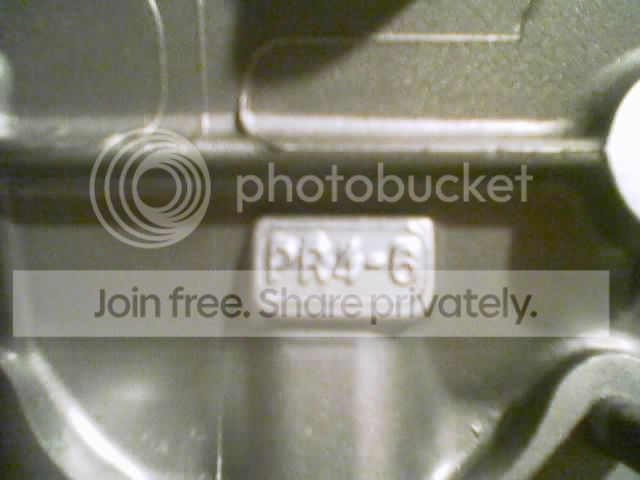 photobucket
PR4-6
Join free. Share privately.